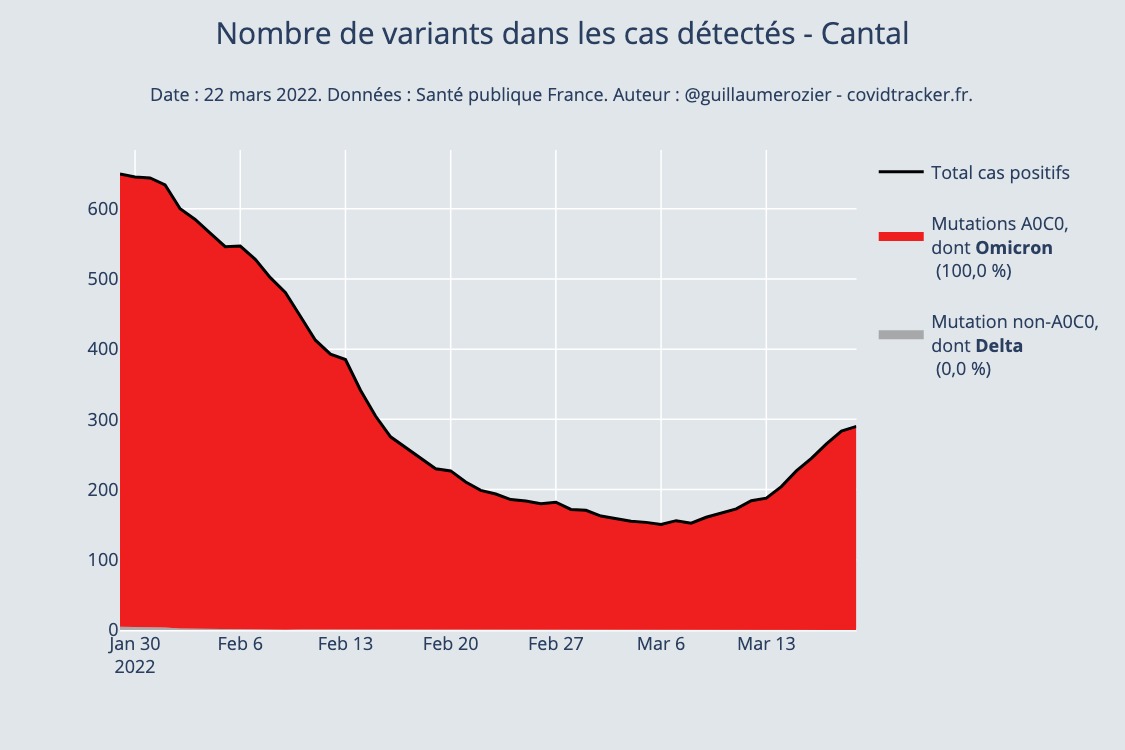 Nombre de variants dans les cas détectés - Cantal
Date : 22 mars 2022. Données : Santé publique France. Auteur : @guillaumerozier - covidtracker.fr.
Total cas positifs
Mutations A0C0,
dont Omicron
(100,0 %)
Mutation non-A0C0,
dont Delta
(0,0 %)
600
500
400
300
200
100
0
Jan 30
2022
Feb 6
Feb 13
Feb 20
Feb 27
Mar 6
Mar 13